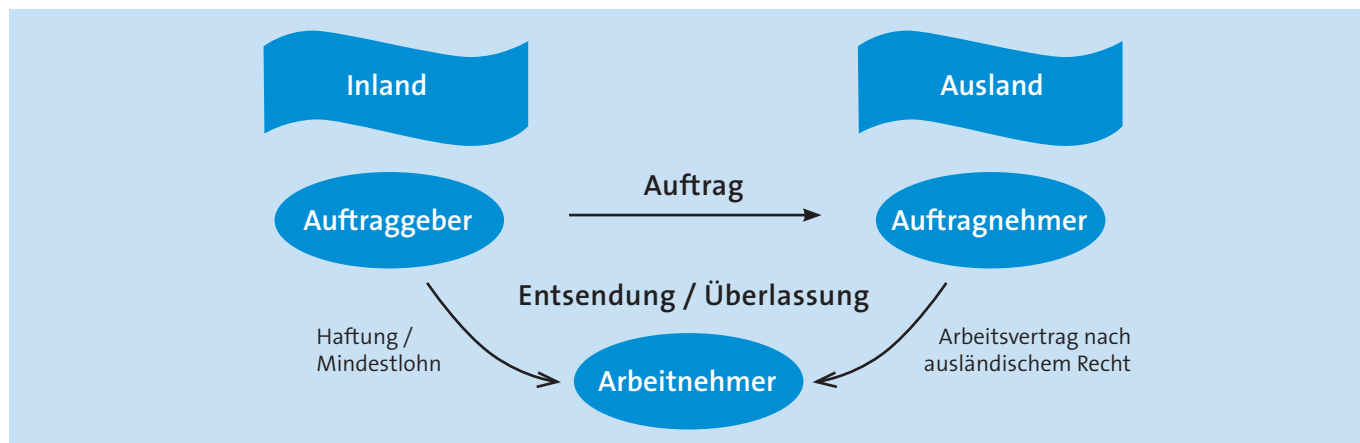 Inland
Ausland
Auftrag
Auftraggeber
Auftragnehmer
Entsendung / Überlassung
Haftung /
Mindestlohn
Arbeitsvertrag nach
ausländischem Recht
Arbeitnehmer